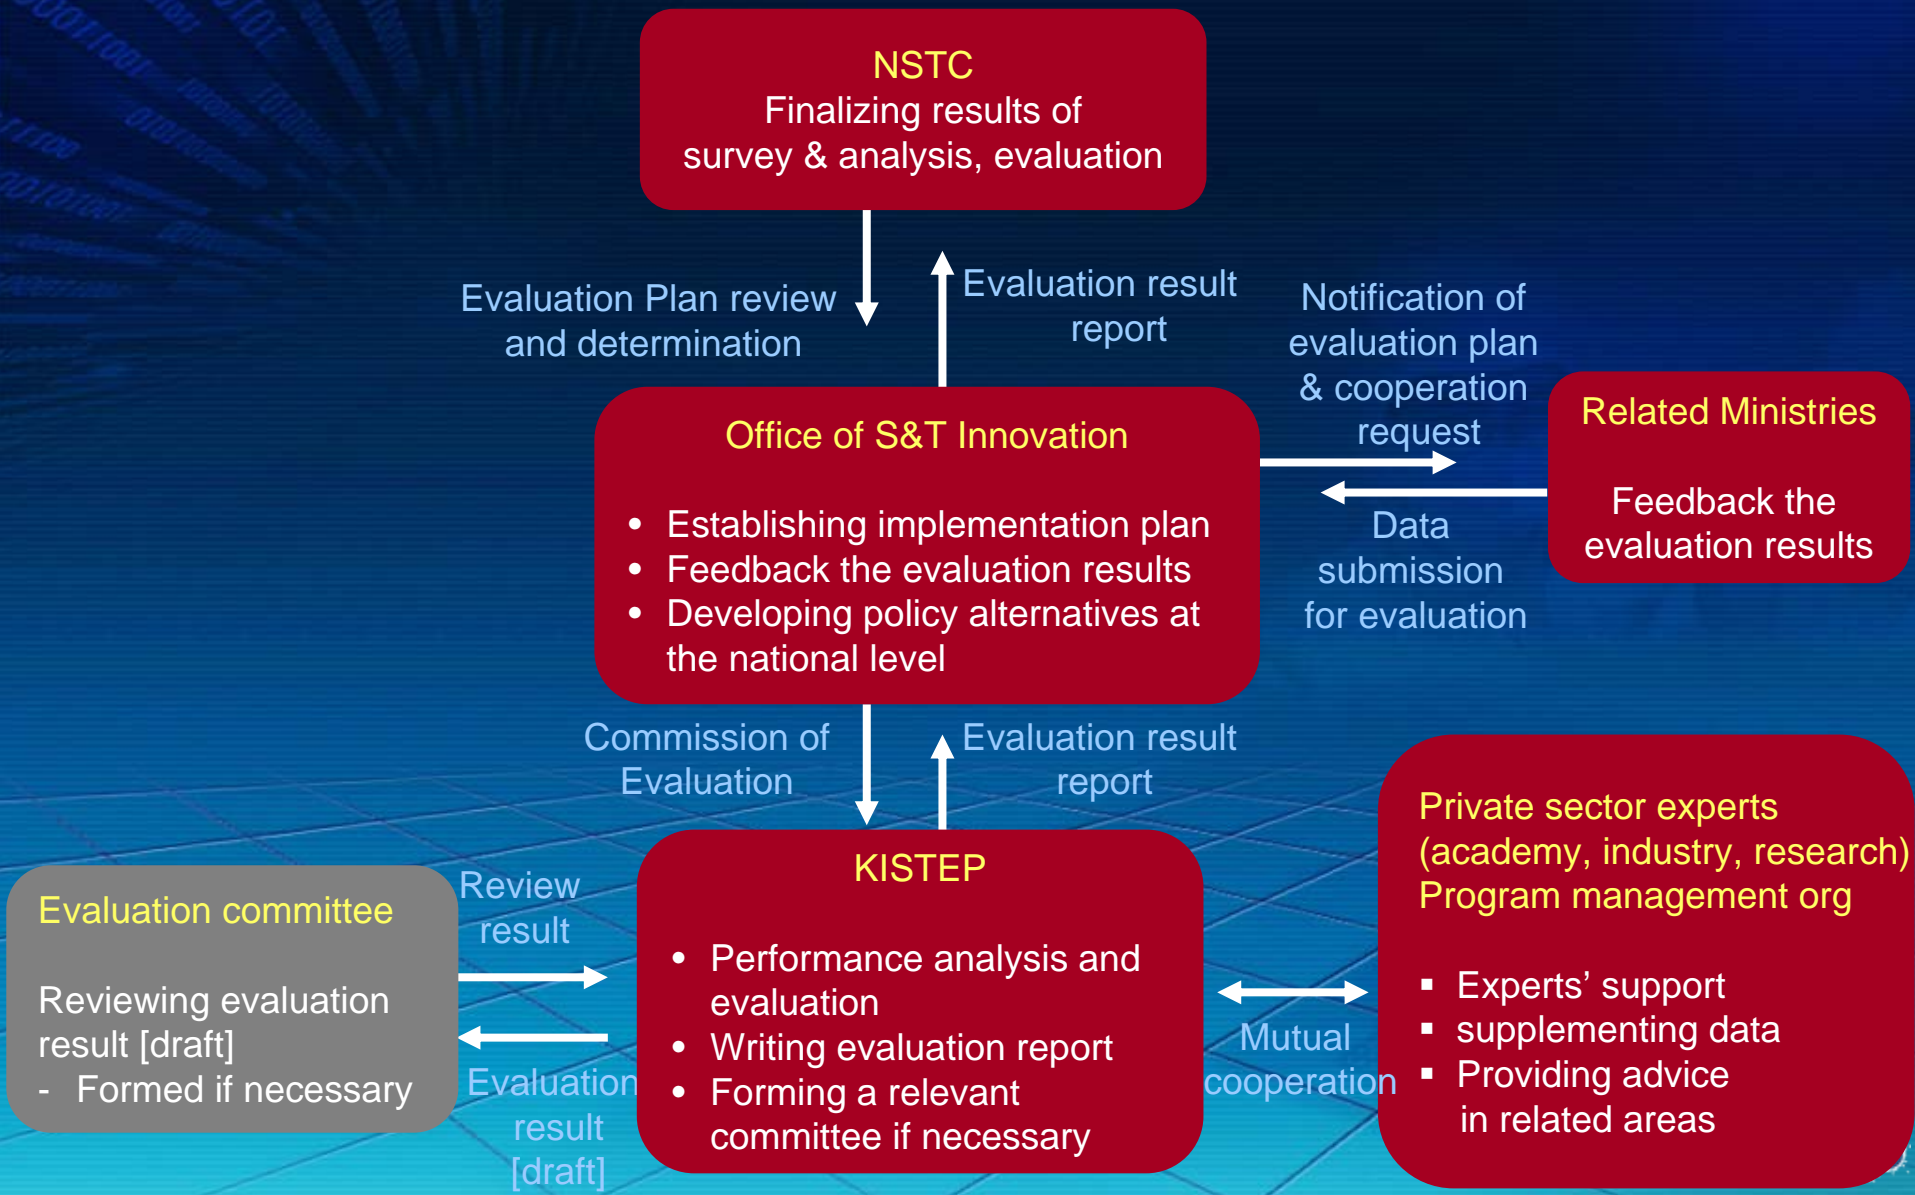 NSTC
Finalizing results of
survey & analysis, evaluation
Evaluation Plan review
and determination
Evaluation result
report
Notification of
evaluation plan
& cooperation
request
Office of S&T Innovation
• Establishing implementation plan
• Feedback the evaluation results
• Developing policy alternatives at
the national level
Related Ministries
Feedback the
evaluation results
Data
submission
for evaluation
Commission of
Evaluation
Evaluation result
report
Evaluation committee
Reviewing evaluation
result [draft]
- Formed if necessary
Review
result
Evaluation
result
[draft]
KISTEP
• Performance analysis and
evaluation
• Writing evaluation report
• Forming a relevant
committee if necessary
Mutual
cooperation
Private sector experts
(academy, industry, research)
Program management org
▪ Experts’ support
▪ supplementing data
▪ Providing advice
in related areas